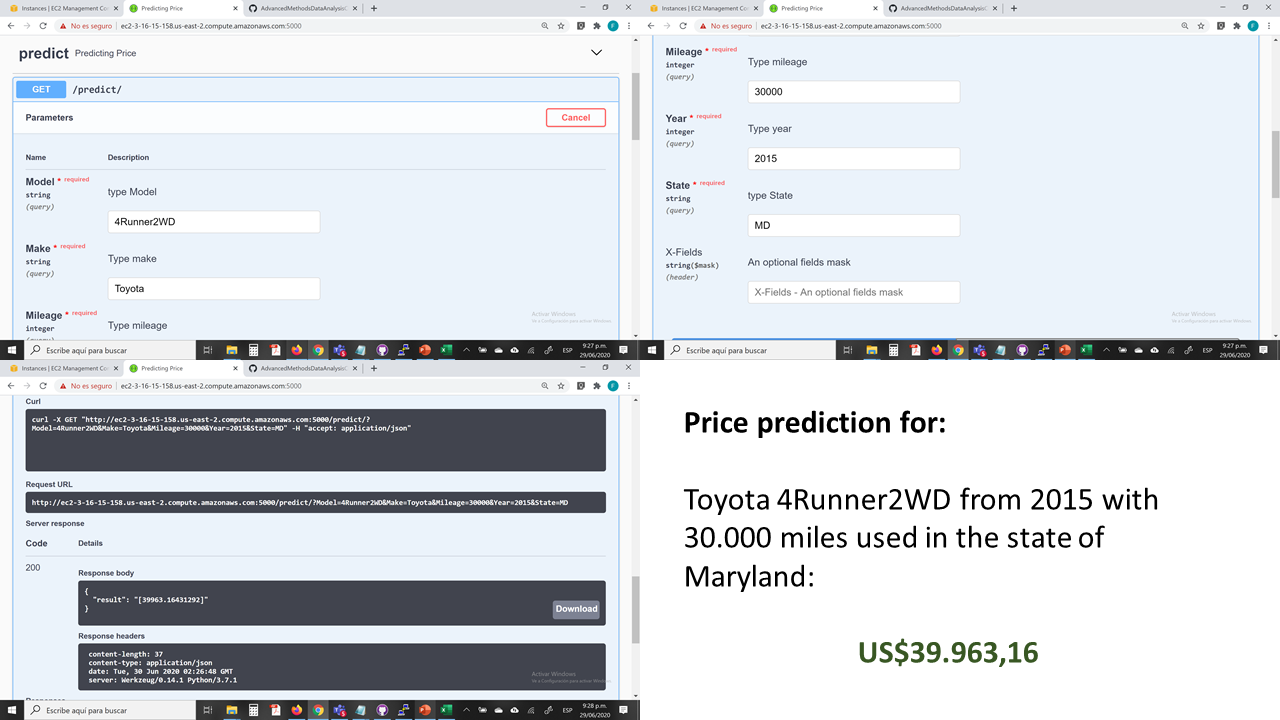 Instances | EC2 Management Co
Predicting Price
AdvancedMethodsDataAnalysis
No es seguro
ec2-3-16-15-158.us-east-2.compute.amazonaws.com:5000
predict Predicting Price
GET /predict/
Parameters
Cancel
Name Description
Model * required
string
(query)
type Model
4Runner2WD
Make * required
string
(query)
Type make
Toyota
Mileage * required
integer
Type mileage
Activar Windows
Ve a Configuración para activar Windows.
Escribe aquí para buscar
ESP
9:27 p.m.
29/06/2020
Instances | EC2 Management Co
Predicting Price
AdvancedMethodsDataAnalysis
No es seguro
ec2-3-16-15-158.us-east-2.compute.amazonaws.com:5000
Mileage * required
integer
(query)
Type mileage
30000
Year * required
integer
(query)
Type year
2015
State * required
string
(query)
type State
MD
X-Fields
string($mask)
(header)
An optional fields mask
X-Fields - An optional fields mask
Activar Windows
Ve a Configuración para activar Windows.
Escribe aquí para buscar
ESP
9:27 p.m.
29/06/2020
Instances | EC2 Management Co
Predicting Price
AdvancedMethodsDataAnalysis
No es seguro
ec2-3-16-15-158.us-east-2.compute.amazonaws.com:5000
Curl
curl -X GET "http://ec2-3-16-15-158.us-east-2.compute.amazonaws.com:5000/predict/?
Model=4Runner2WD&Make=Toyota&Mileage=30000&Year=2015&State=MD" -H "accept: application/json"
Request URL
http://ec2-3-16-15-158.us-east-2.compute.amazonaws.com:5000/predict/?Model=4Runner2WD&Make=Toyota&Mileage=30000&Year=2015&State=MD
Server response
Code Details
200
Response body
{
"result": "[39963.16431292]"
}
Download
Response headers
content-length: 37
content-type: application/json
date: Tue, 30 Jun 2020 02:26:48 GMT
server: Werkzeug/0.14.1 Python/3.7.1
Activar Windows
Ve a Configuración para activar Windows.
Escribe aquí para buscar
ESP
9:28 p.m.
29/06/2020
Price prediction for:
Toyota 4Runner2WD from 2015 with
30.000 miles used in the state of
Maryland:
US$39.963,16